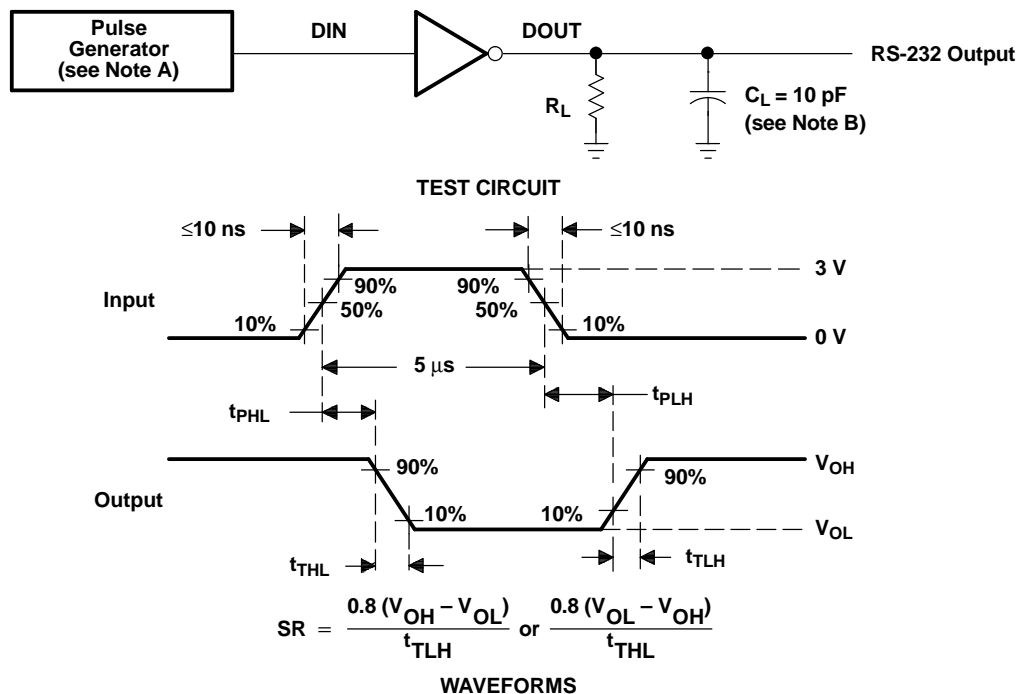 Pulse
Generator
(see Note A)
DIN
DOUT
RS-232 Output
RL
CL = 10 pF
(see Note B)
TEST CIRCUIT
≤10 ns
≤10 ns
3 V
Input
90%
90%
50%
50%
10%
10%
0 V
5 μs
tPHL
tPLH
VOH
90%
90%
Output
10%
10%
VOL
tTHL
tTLH
SR = 0.8 (VOH – VOL) / tTLH or 0.8 (VOL – VOH) / tTHL
WAVEFORMS